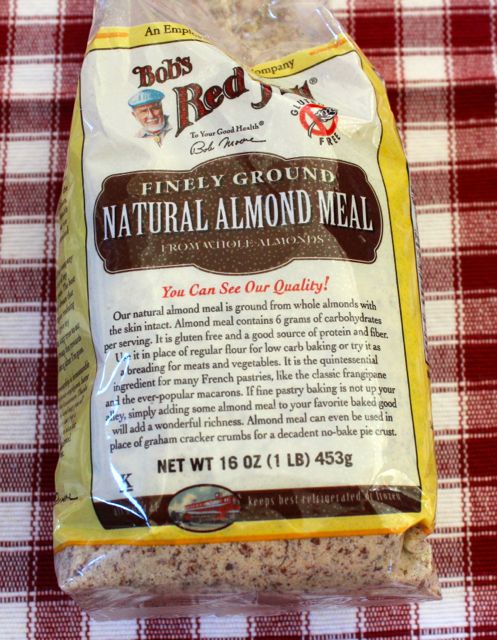 An
Company
Bob's
Red
®
GLUTEN
FREE
To Your Good Health®
Bob Moore
FINELY GROUND
NATURAL ALMOND MEAL
FROM WHOLE ALMONDS
You Can See Our Quality!
Our natural almond meal is ground from whole almonds with
the skin intact. Almond meal contains 6 grams of carbohydrates
per serving. It is gluten free and a good source of protein and fiber.
Use it in place of regular flour for low carb baking or try it as
a breading for meats and vegetables. It is the quintessential
ingredient for many French pastries, like the classic frangipane
and the ever-popular macarons. If fine pastry baking is not up your
alley, simply adding some almond meal to your favorite baked good
will add a wonderful richness. Almond meal can even be used in
place of graham cracker crumbs for a decadent no-bake pie crust.
NET WT 16 OZ (1 LB) 453g
K
keeps best refrigerated or frozen